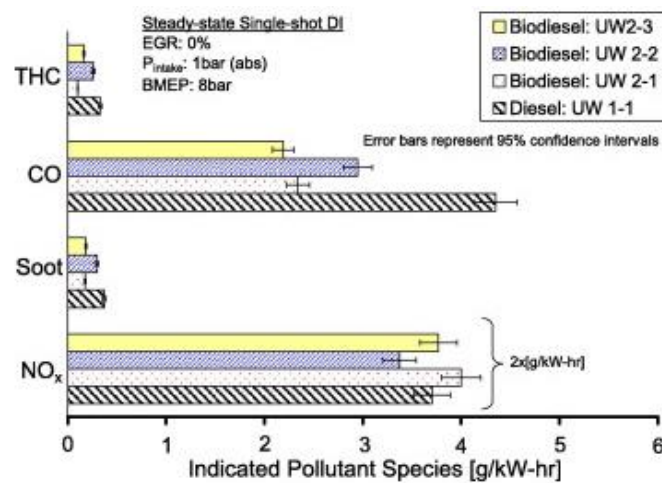 Steady-state Single-shot DI
EGR: 0%
Pintake: 1bar (abs)
BMEP: 8bar
Biodiesel: UW2-3
Biodiesel: UW 2-2
Biodiesel: UW 2-1
Diesel: UW 1-1
Error bars represent 95% confidence intervals
THC
CO
Soot
NOx
2x[g/kW-hr]
0 1 2 3 4 5 6
Indicated Pollutant Species [g/kW-hr]